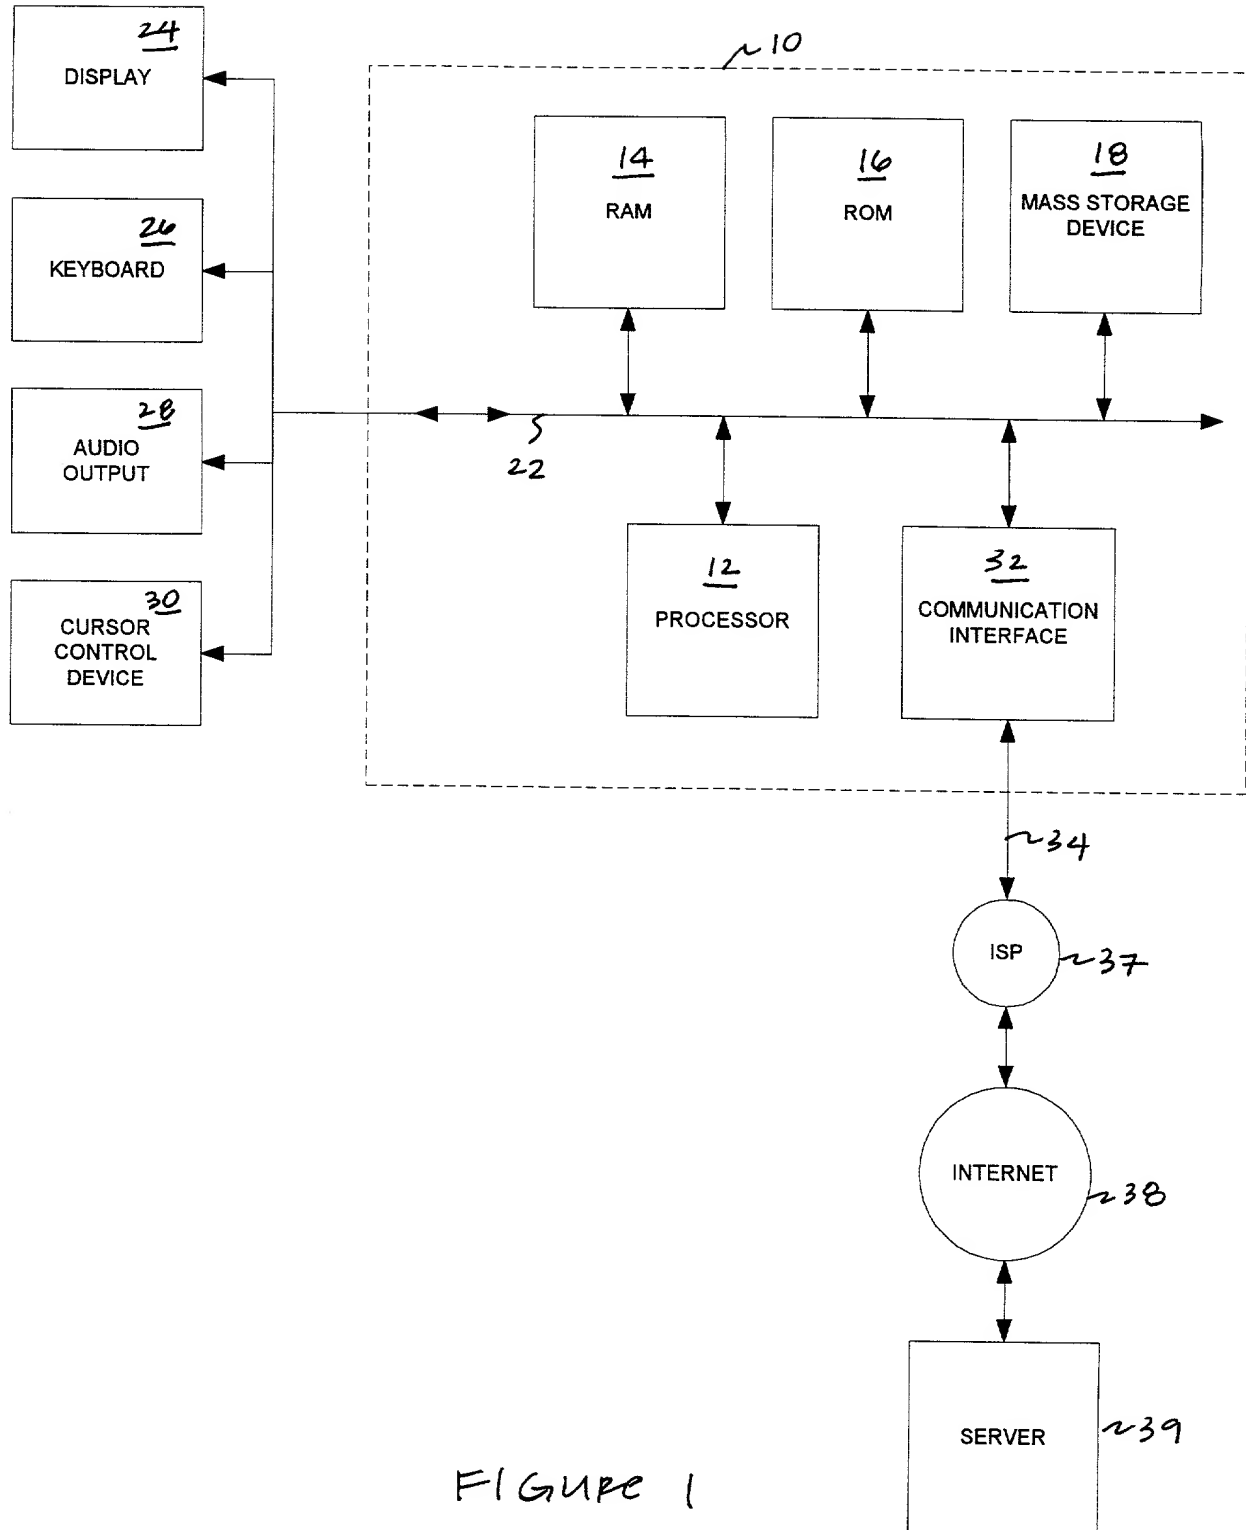 10
24
DISPLAY
26
KEYBOARD
28
AUDIO
OUTPUT
30
CURSOR
CONTROL
DEVICE
14
RAM
16
ROM
18
MASS STORAGE
DEVICE
22
12
PROCESSOR
32
COMMUNICATION
INTERFACE
34
ISP
37
INTERNET
38
SERVER
39
FIGURE 1